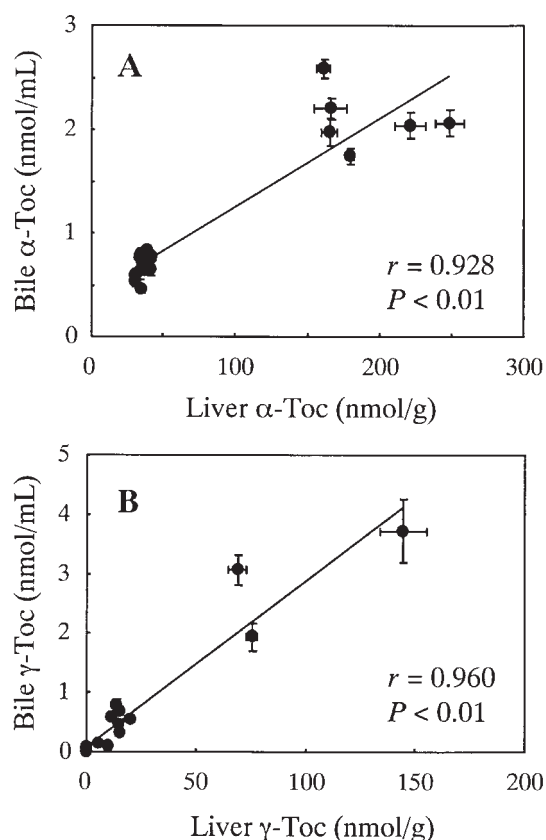 A
3
2
1
0
Bile α-Toc (nmol/mL)
r = 0.928
P < 0.01
0 100 200 300
Liver α-Toc (nmol/g)
B
5
4
3
2
1
0
Bile γ-Toc (nmol/mL)
r = 0.960
P < 0.01
0 50 100 150 200
Liver γ-Toc (nmol/g)